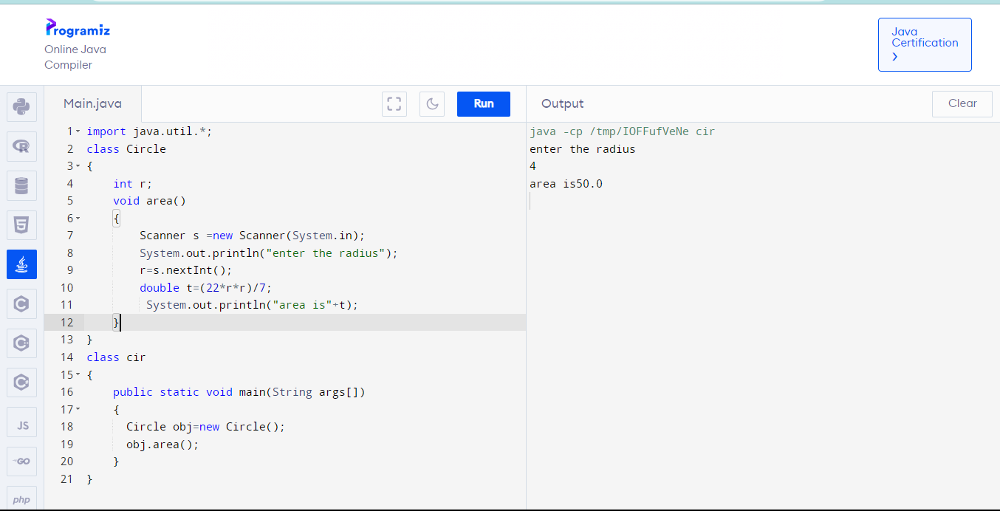 Programiz
Online Java
Compiler
Java
Certification
>
Main.java
Run
Output
Clear
1 import java.util.*;
2 class Circle
3 {
4 int r;
5 void area()
6 {
7 Scanner s =new Scanner(System.in);
8 System.out.println("enter the radius");
9 r=s.nextInt();
10 double t=(22*r*r)/7;
11 System.out.println("area is"+t);
12 }
13 }
14 class cir
15 {
16 public static void main(String args[])
17 {
18 Circle obj=new Circle();
19 obj.area();
20 }
21 }
java -cp /tmp/IOFFufVeNe cir
enter the radius
4
area is50.0
R
5
C
C
C
JS
GO
php